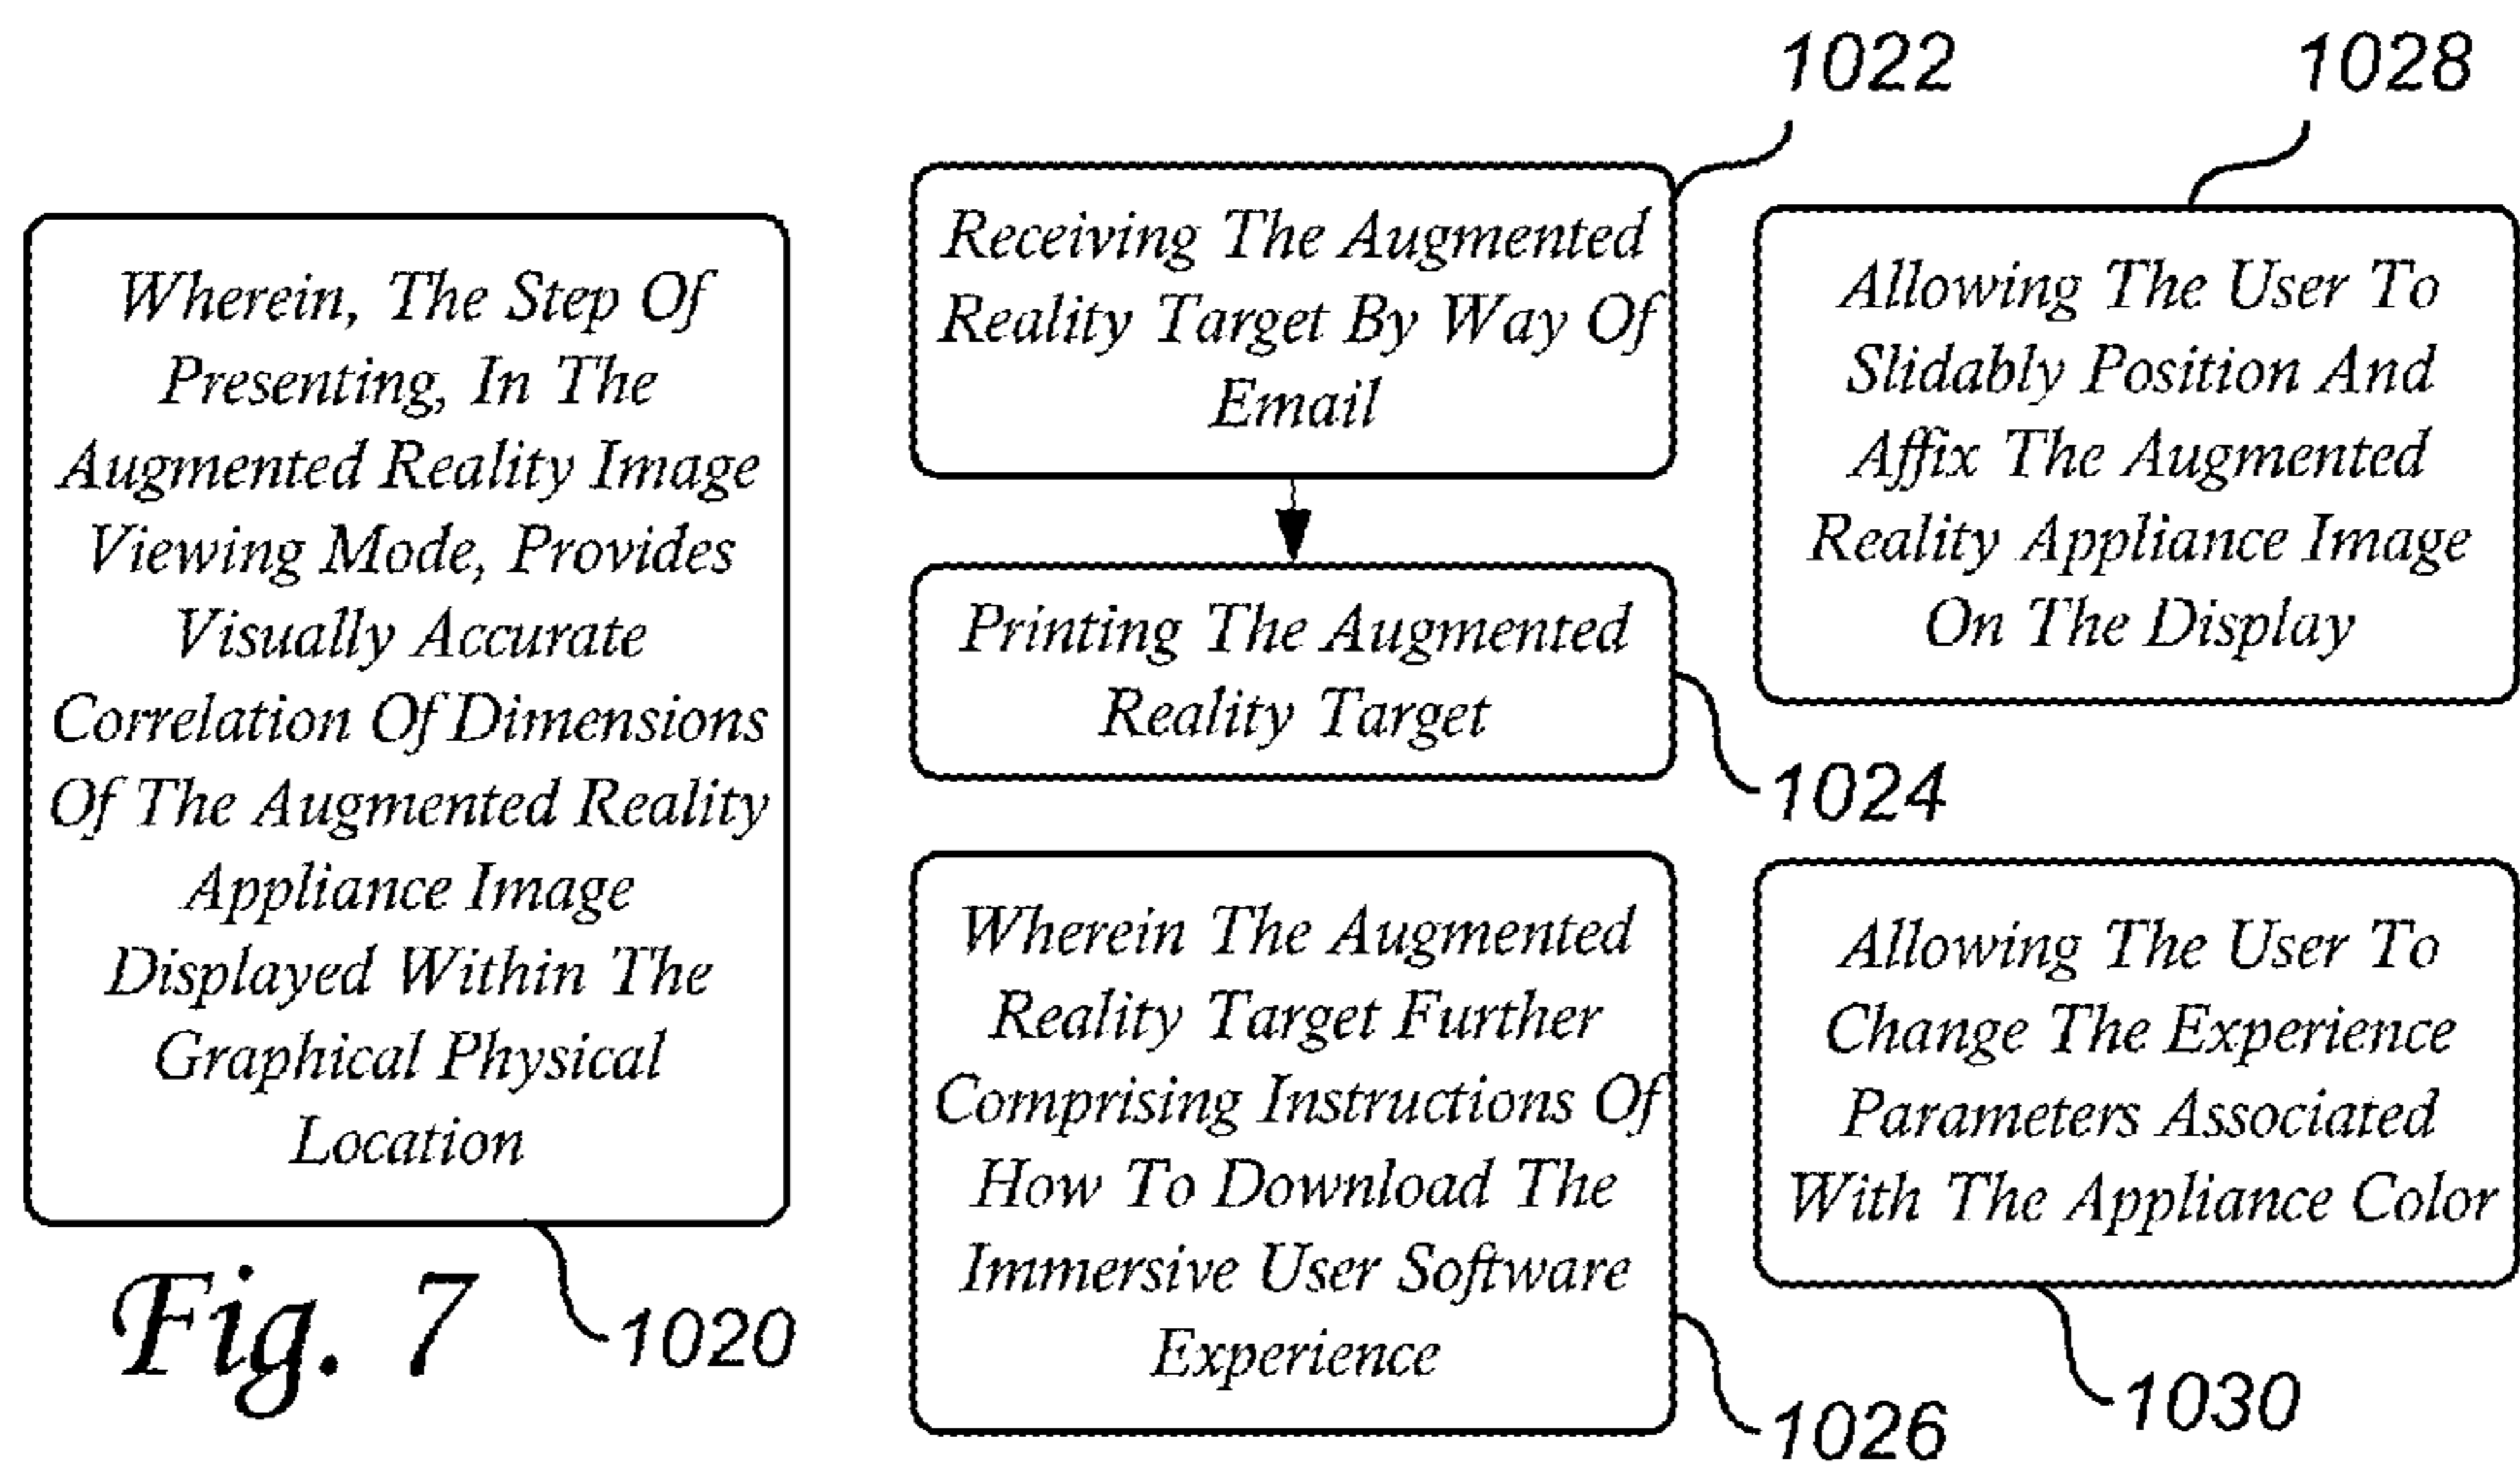 Wherein, The Step Of
Presenting, In The
Augmented Reality Image
Viewing Mode, Provides
Visually Accurate
Correlation Of Dimensions
Of The Augmented Reality
Appliance Image
Displayed Within The
Graphical Physical
Location
1020
Fig. 7
1022
Receiving The Augmented
Reality Target By Way Of
Email
Printing The Augmented
Reality Target
1024
Wherein The Augmented
Reality Target Further
Comprising Instructions Of
How To Download The
Immersive User Software
Experience
1026
1028
Allowing The User To
Slidably Position And
Affix The Augmented
Reality Appliance Image
On The Display
Allowing The User To
Change The Experience
Parameters Associated
With The Appliance Color
1030